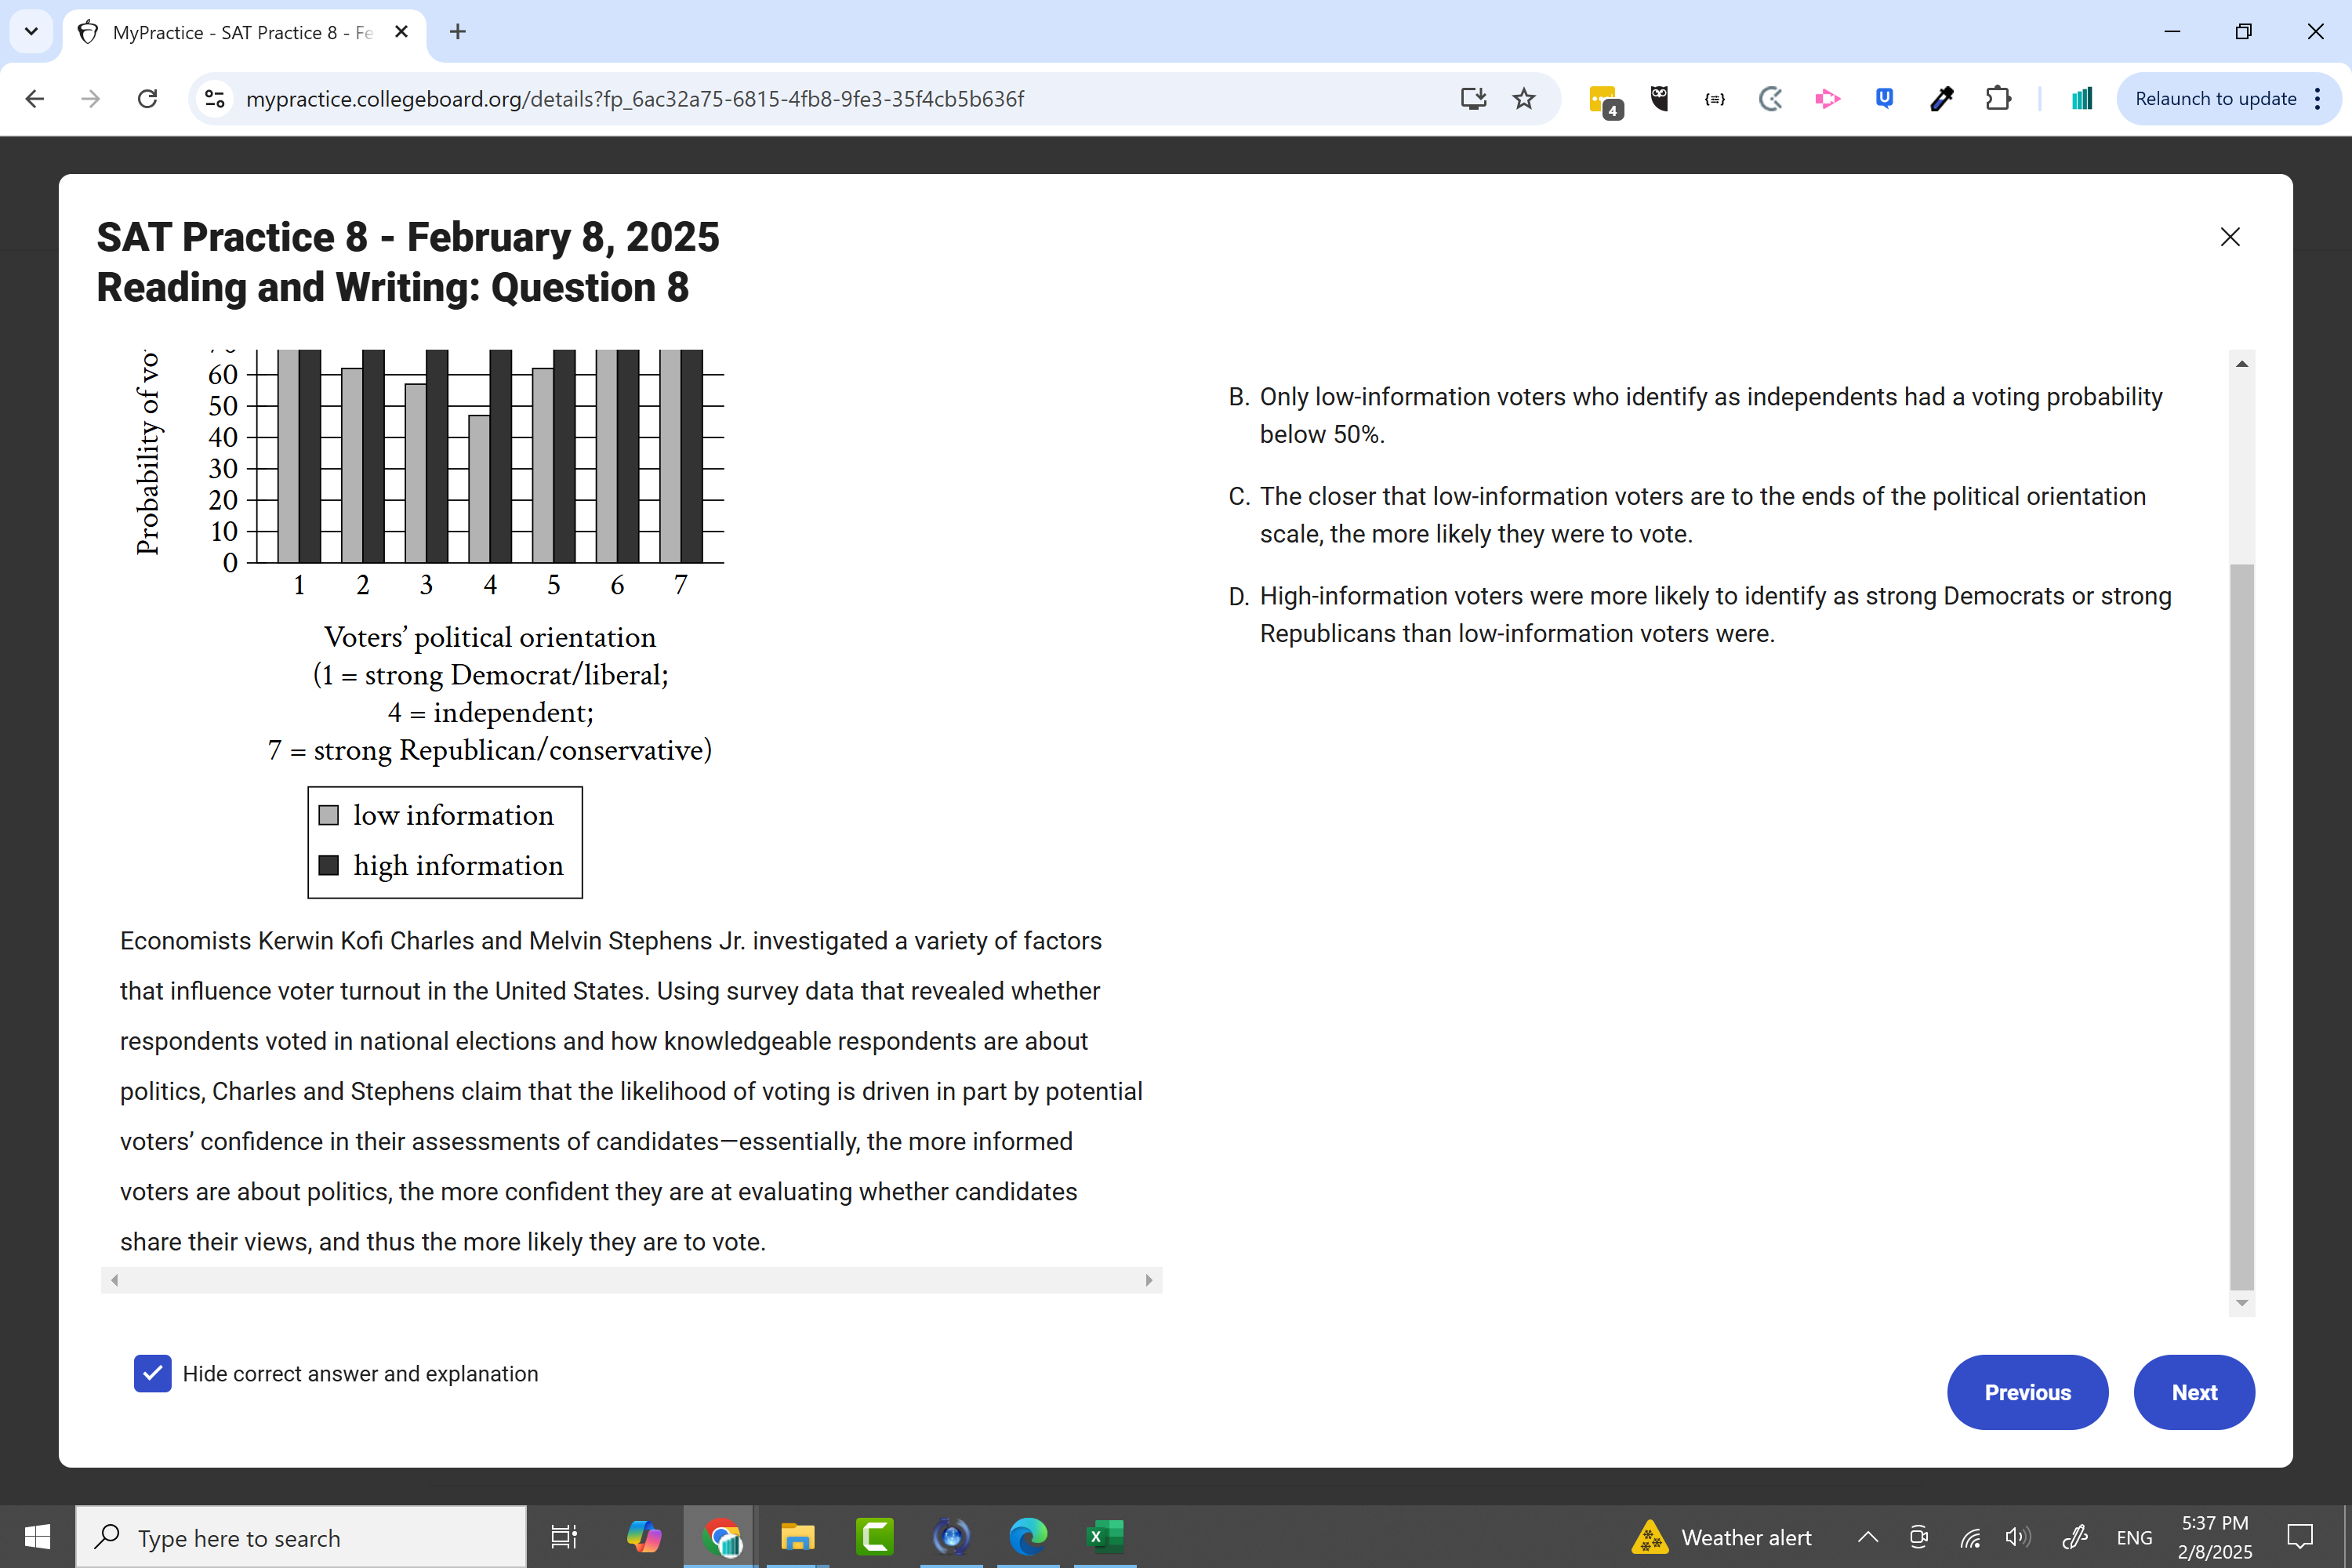 MyPractice - SAT Practice 8 - Fe
mypractice.collegeboard.org/details?fp_6ac32a75-6815-4fb8-9fe3-35f4cb5b636f
4
Relaunch to update
SAT Practice 8 - February 8, 2025
Reading and Writing: Question 8
Probability of vo
60
50
40
30
20
10
0
1 2 3 4 5 6 7
Voters’ political orientation
(1 = strong Democrat/liberal;
4 = independent;
7 = strong Republican/conservative)
low information
high information
Economists Kerwin Kofi Charles and Melvin Stephens Jr. investigated a variety of factors
that influence voter turnout in the United States. Using survey data that revealed whether
respondents voted in national elections and how knowledgeable respondents are about
politics, Charles and Stephens claim that the likelihood of voting is driven in part by potential
voters’ confidence in their assessments of candidates—essentially, the more informed
voters are about politics, the more confident they are at evaluating whether candidates
share their views, and thus the more likely they are to vote.
B. Only low-information voters who identify as independents had a voting probability
below 50%.
C. The closer that low-information voters are to the ends of the political orientation
scale, the more likely they were to vote.
D. High-information voters were more likely to identify as strong Democrats or strong
Republicans than low-information voters were.
Hide correct answer and explanation
Previous
Next
Type here to search
Weather alert
ENG
5:37 PM
2/8/2025